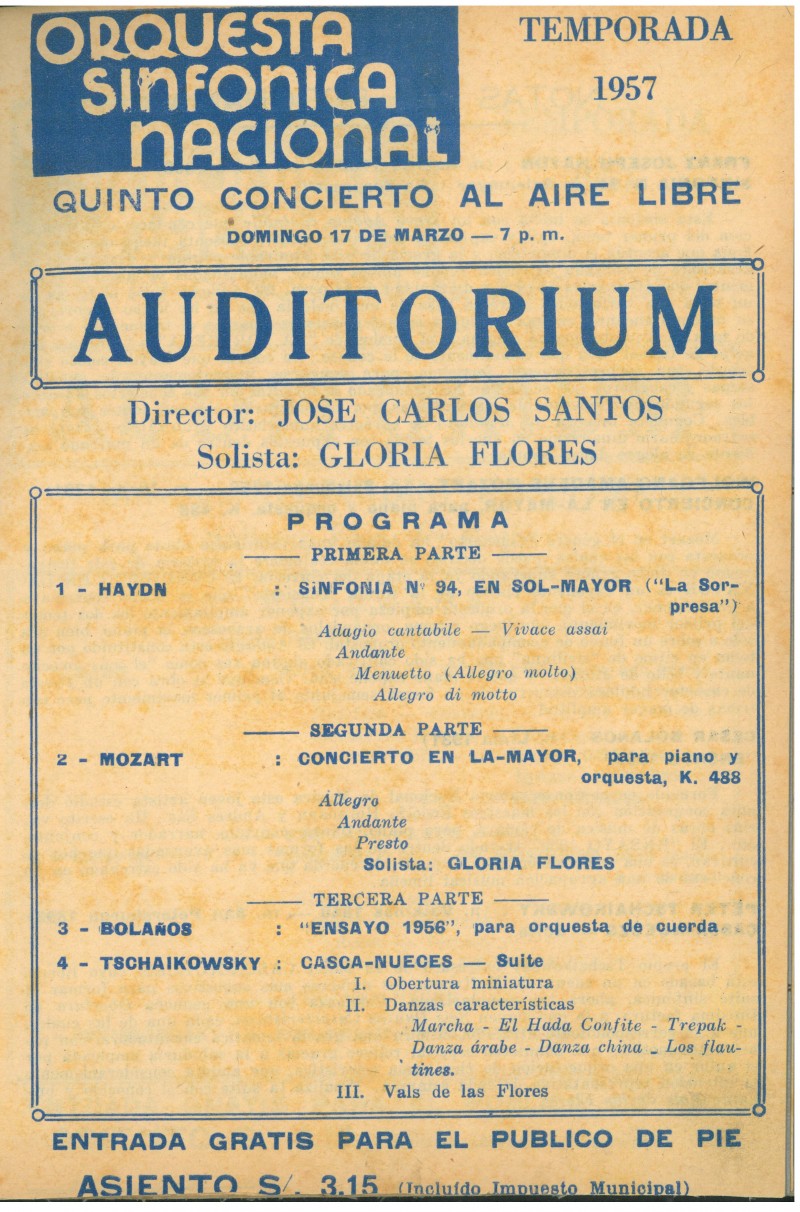 ORQUESTA
SINFONICA
NACIONAL
TEMPORADA
1957
QUINTO CONCIERTO AL AIRE LIBRE
DOMINGO 17 DE MARZO — 7 p. m.
AUDITORIUM
Director: JOSE CARLOS SANTOS
Solista: GLORIA FLORES
PROGRAMA
PRIMERA PARTE
1 - HAYDN : SINFONIA Nº 94, EN SOL-MAYOR ("La Sor-
presa")
Adagio cantabile — Vivace assai
Andante
Menuetto (Allegro molto)
Allegro di motto
SEGUNDA PARTE
2 - MOZART : CONCIERTO EN LA-MAYOR, para piano y
orquesta, K. 488
Allegro
Andante
Presto
Solista: GLORIA FLORES
TERCERA PARTE
3 - BOLAÑOS : "ENSAYO 1956", para orquesta de cuerda
4 - TSCHAIKOWSKY : CASCA-NUECES — Suite
I. Obertura miniatura
II. Danzas características
Marcha - El Hada Confite - Trepak -
Danza árabe - Danza china - Los flau-
tines.
III. Vals de las Flores
ENTRADA GRATIS PARA EL PUBLICO DE PIE
ASIENTO S/. 3.15 (Incluído Impuesto Municipal)